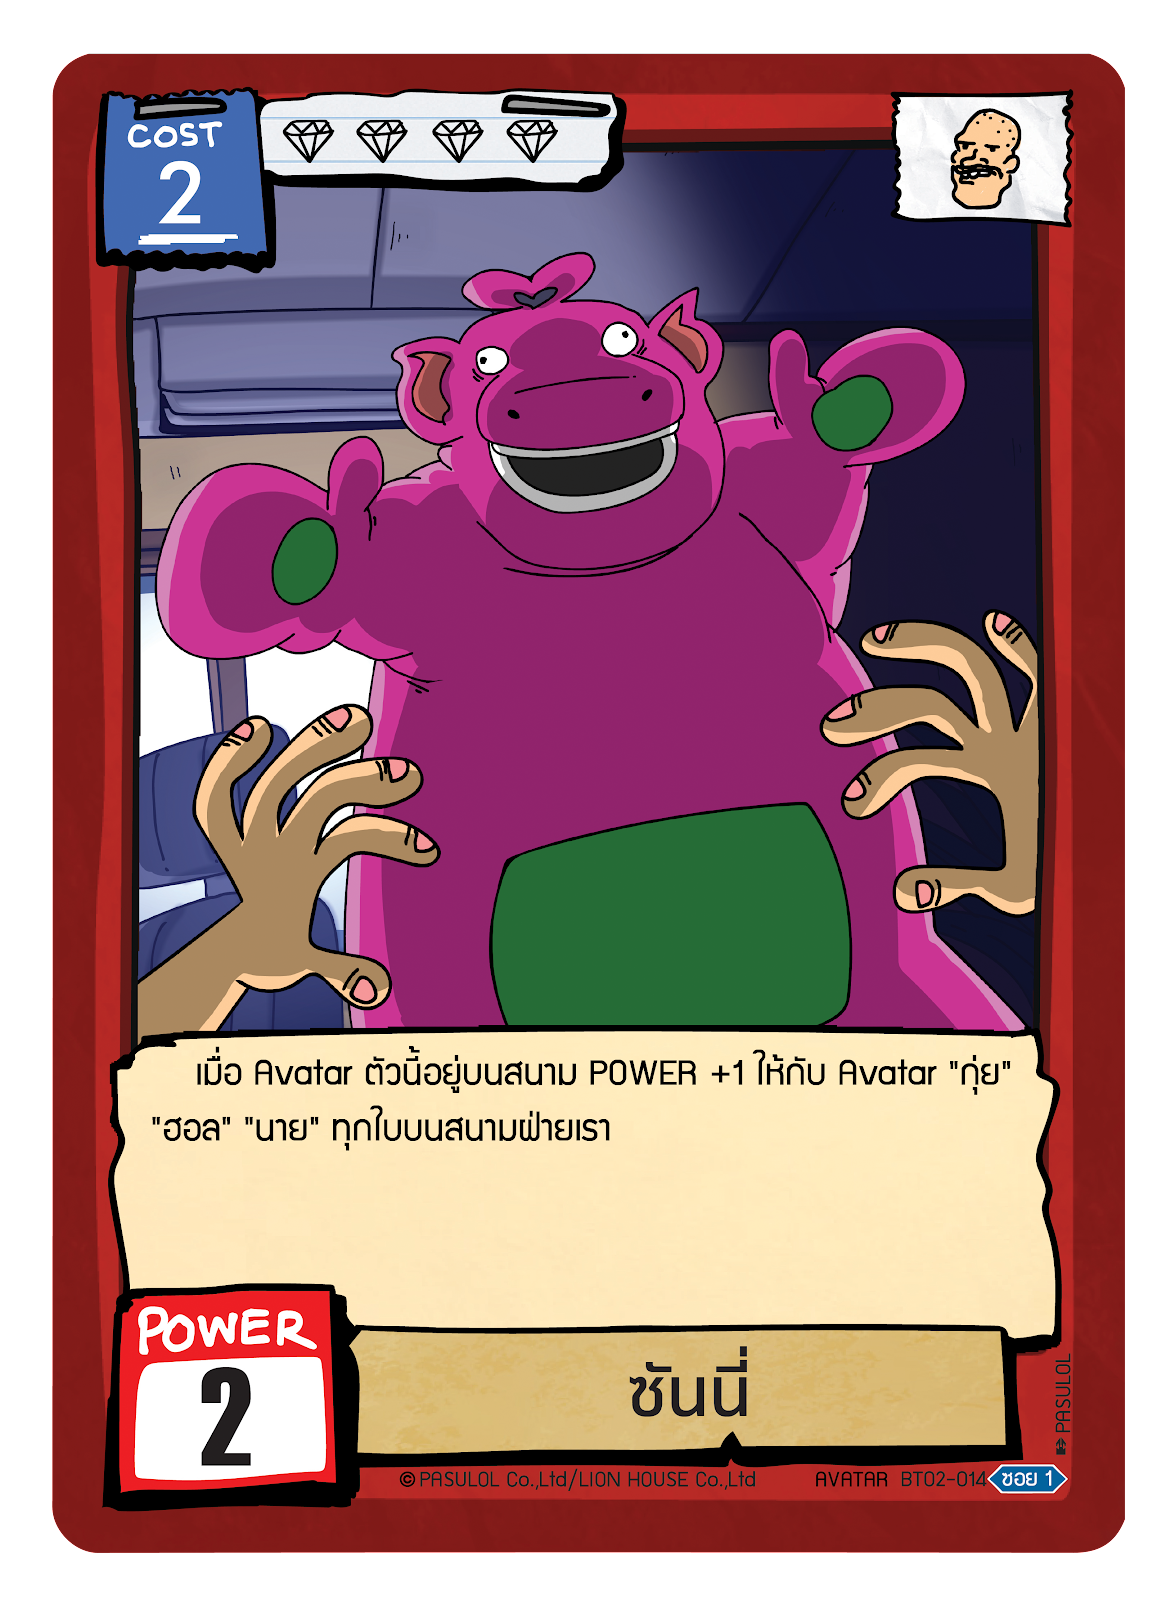 COST
2
เมื่อ Avatar ตัวนี้อยู่บนสนาม POWER +1 ให้กับ Avatar "กุ่ย"
"ฮอล" "นาย" ทุกใบบนสนามฝ่ายเรา
POWER
2
ซันนี่
PASULOL
© PASULOL Co.,Ltd/LION HOUSE Co.,Ltd
AVATAR BT02-014
ซอย 1